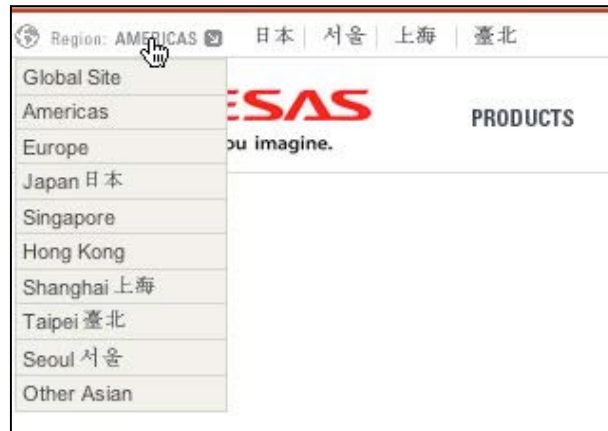 Region: AMERICAS 日本 | 서울 | 上海 | 臺北
Global Site
Americas
Europe
Japan 日本
Singapore
Hong Kong
Shanghai 上海
Taipei 臺北
Seoul 서울
Other Asian
ESAS
ou imagine.
PRODUCTS